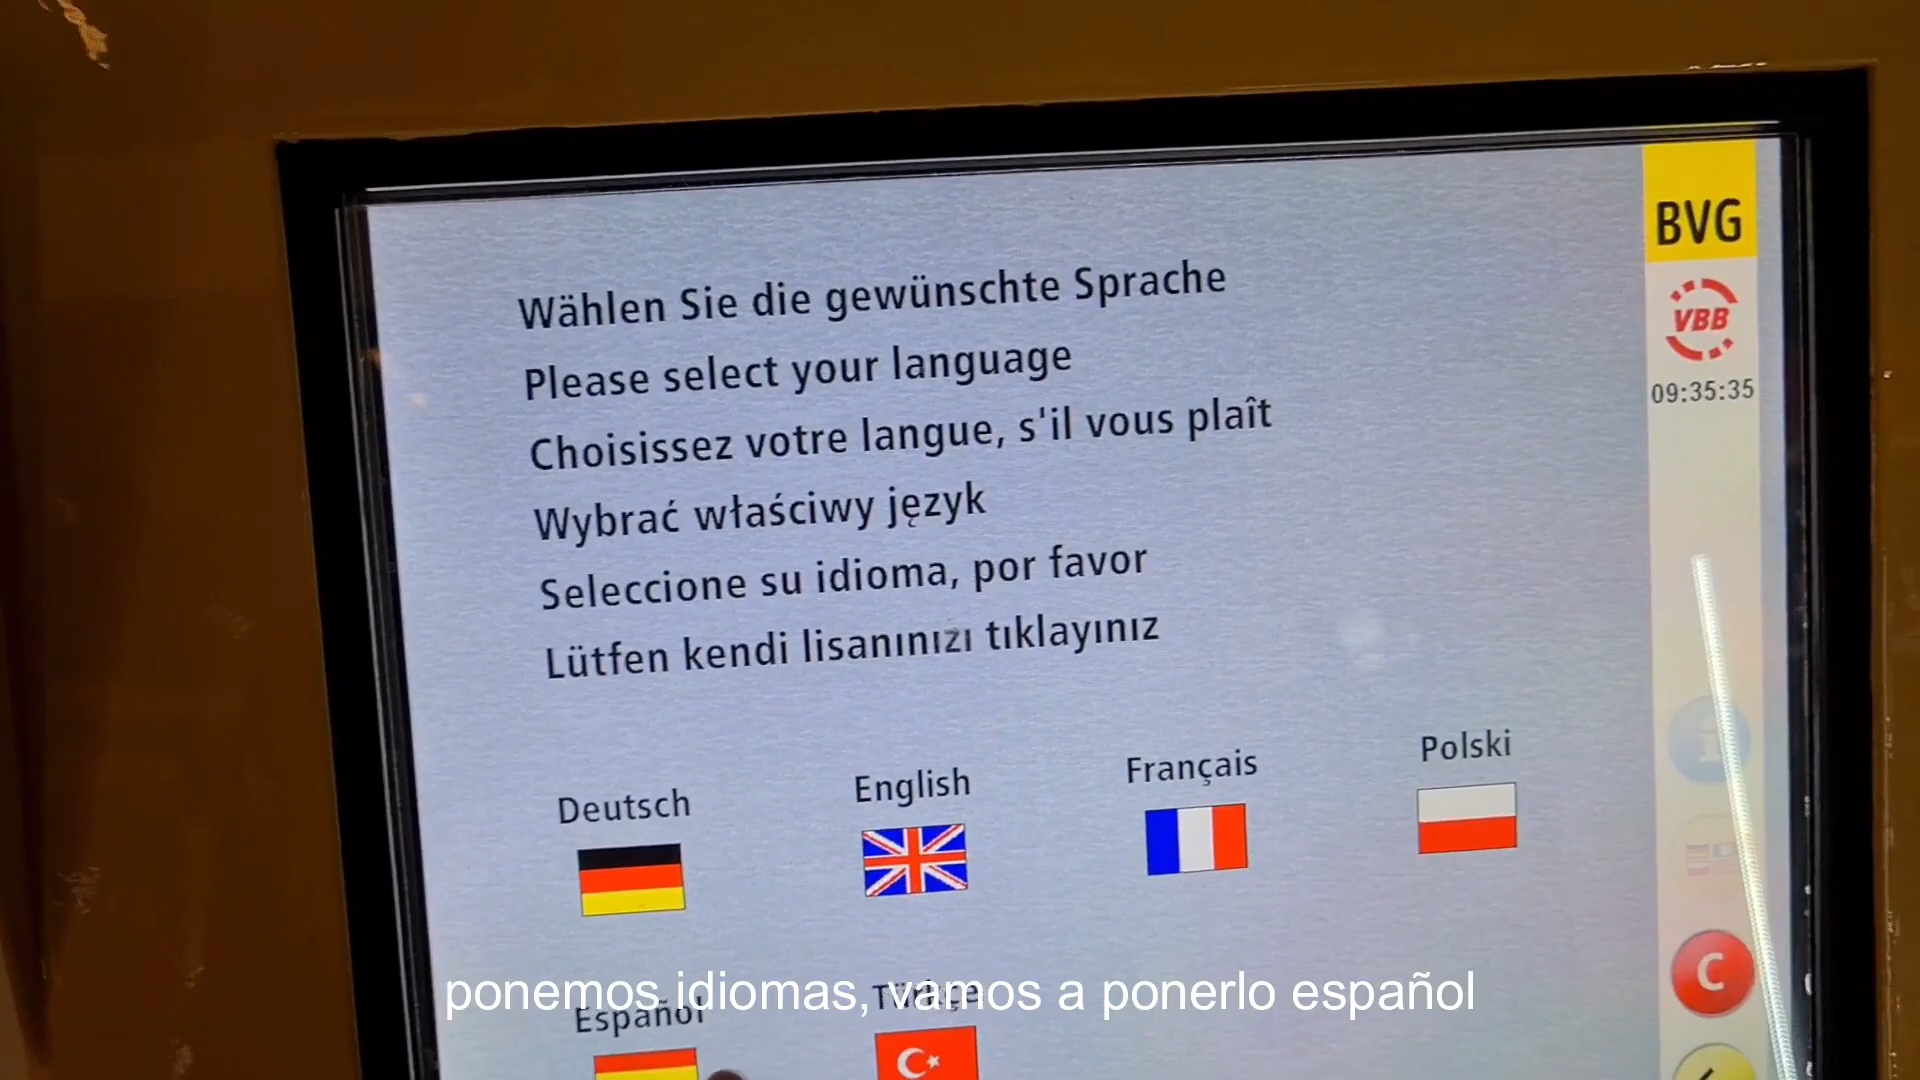 BVG
VBB
09:35:35
Wählen Sie die gewünschte Sprache
Please select your language
Choisissez votre langue, s'il vous plaît
Wybrać właściwy język
Seleccione su idioma, por favor
Lütfen kendi lisanınızı tıklayınız
Deutsch
English
Français
Polski
Español
Türkçe
C
ponemos idiomas, vamos a ponerlo español